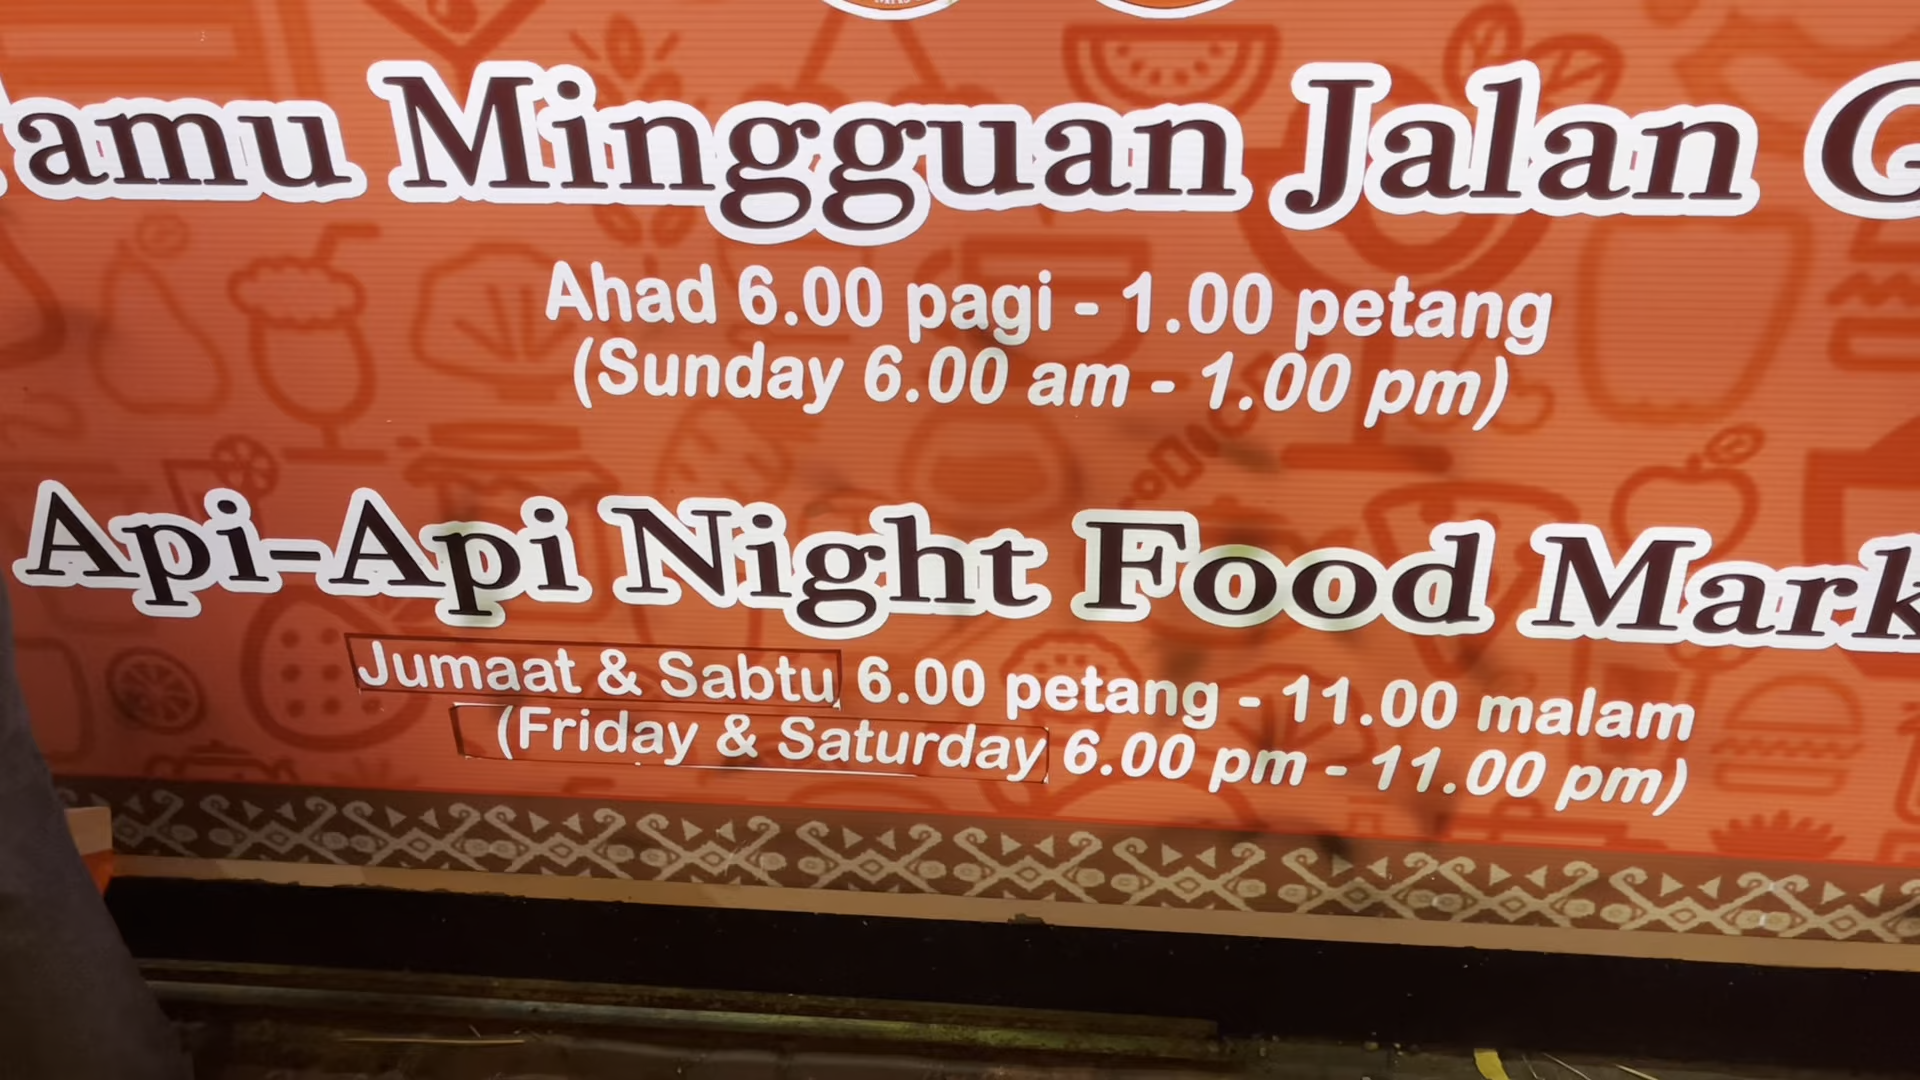 amu Mingguan Jalan G
Ahad 6.00 pagi - 1.00 petang
(Sunday 6.00 am - 1.00 pm)
Api-Api Night Food Mark
Jumaat & Sabtu 6.00 petang - 11.00 malam
(Friday & Saturday 6.00 pm - 11.00 pm)